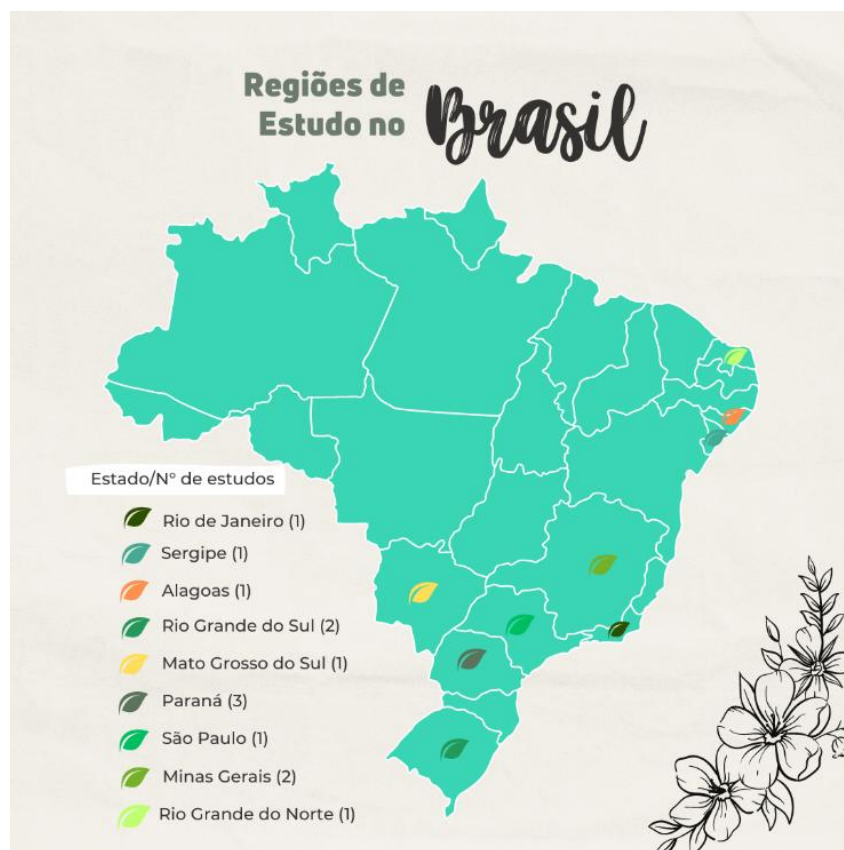 Regiões de
Estudo no
Brasil
Estado/N° de estudos
Rio de Janeiro (1)
Sergipe (1)
Alagoas (1)
Rio Grande do Sul (2)
Mato Grosso do Sul (1)
Paraná (3)
São Paulo (1)
Minas Gerais (2)
Rio Grande do Norte (1)